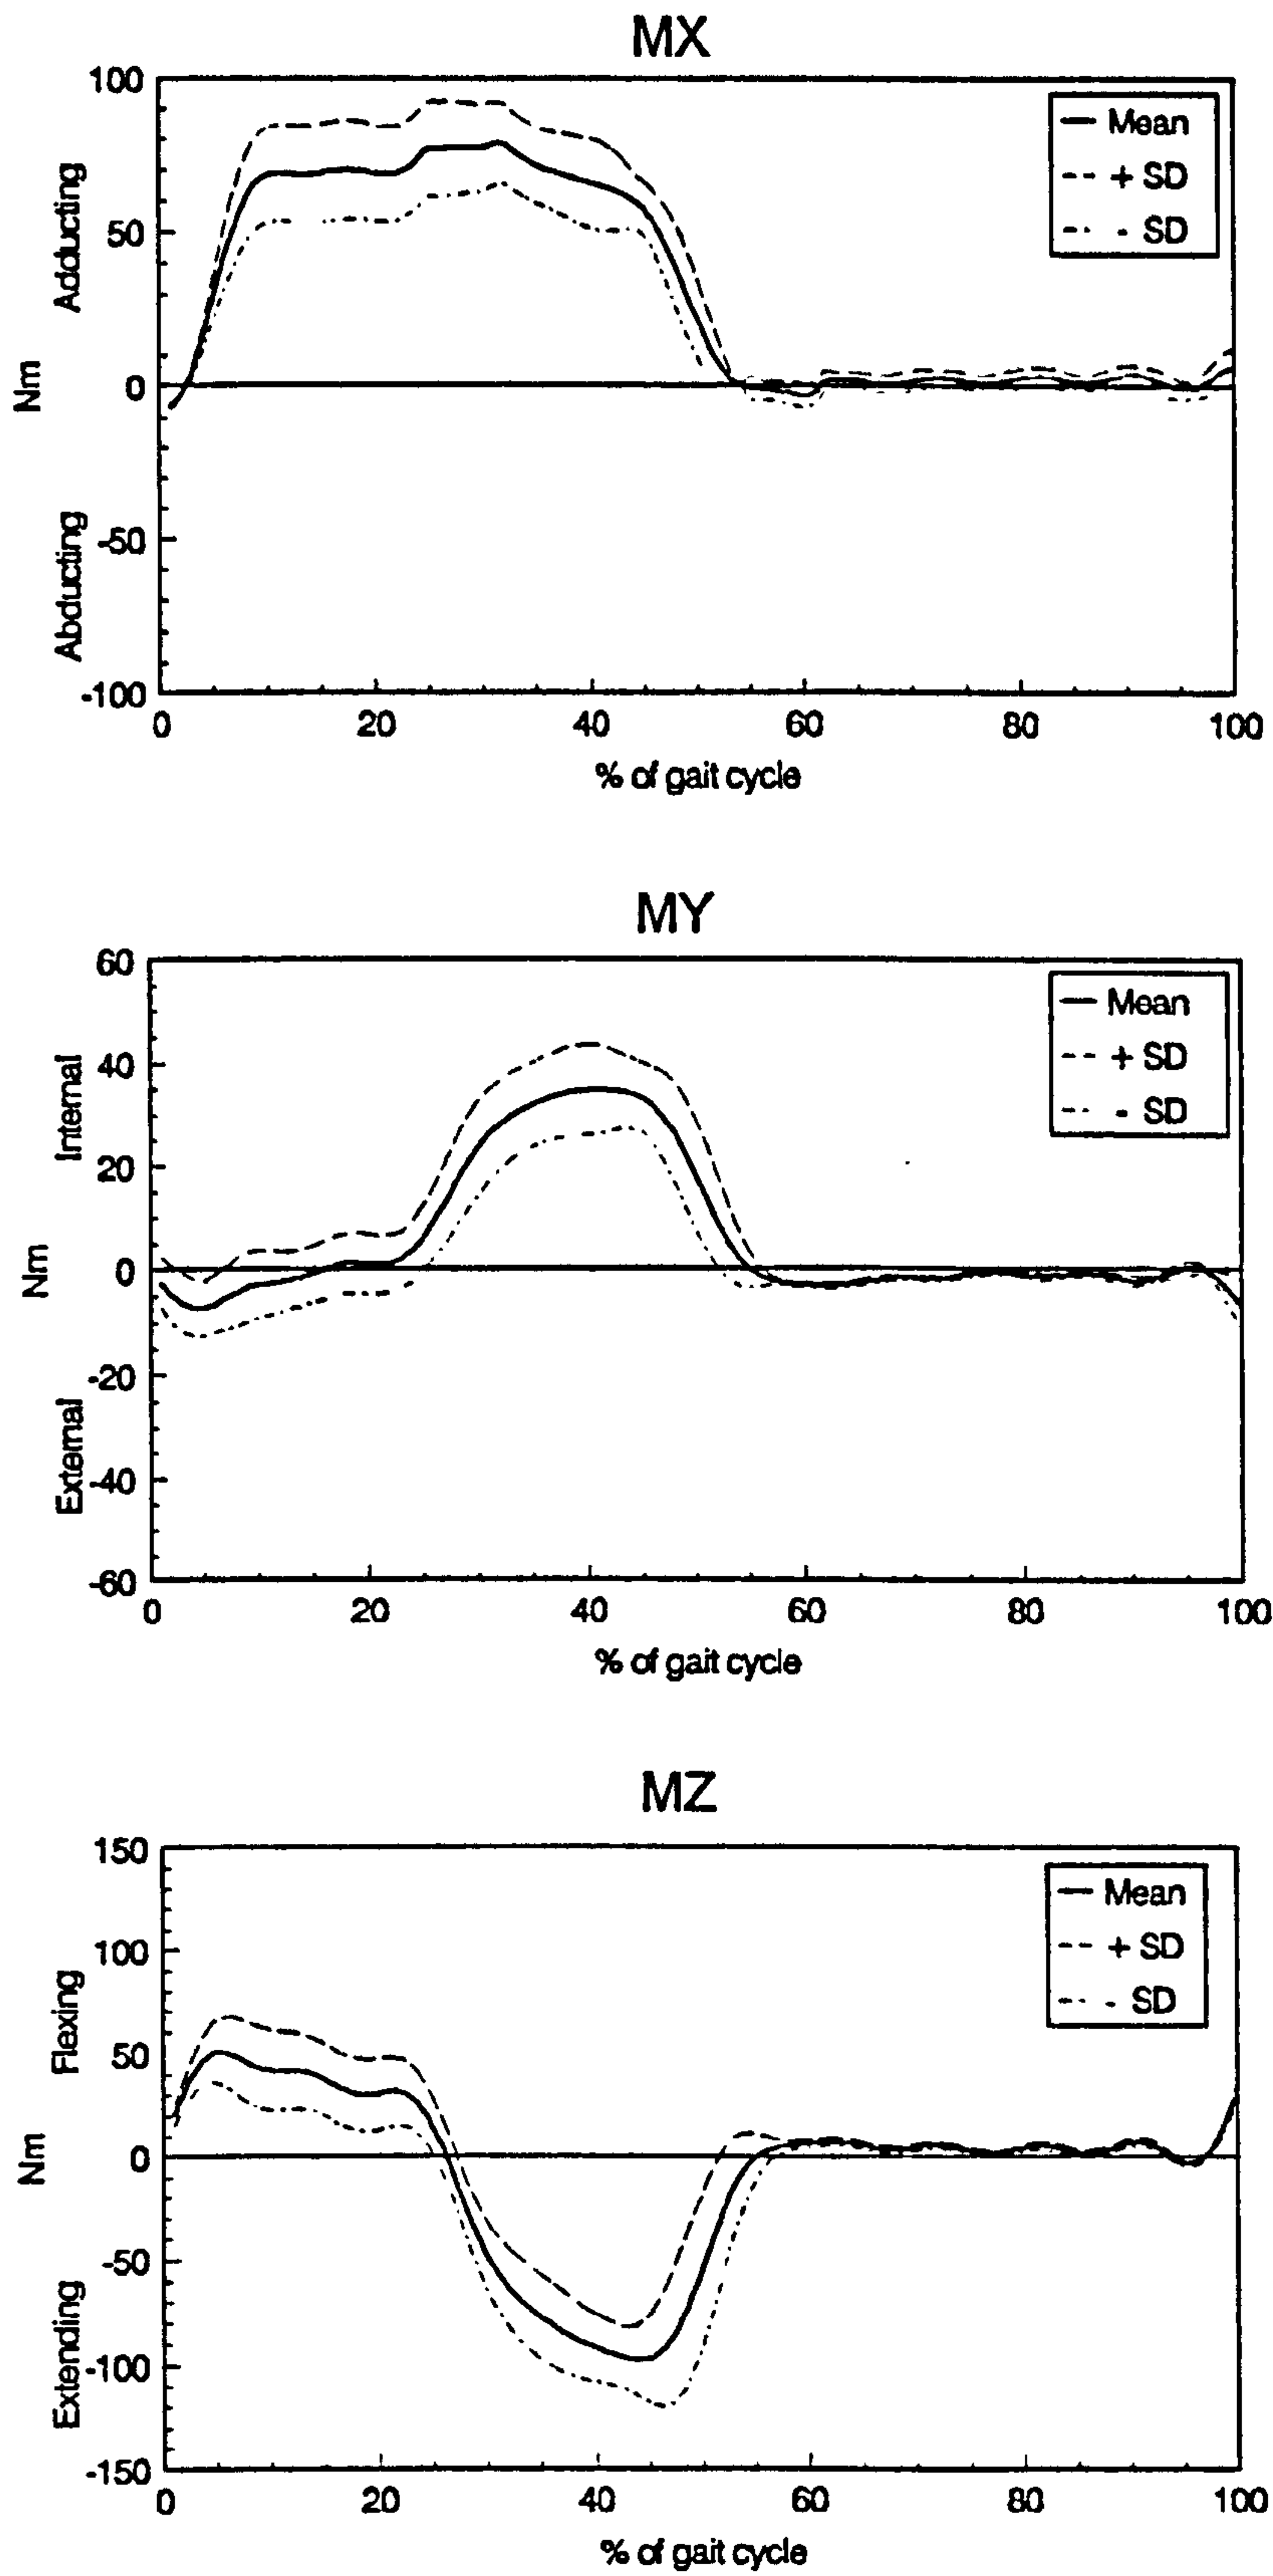 MX
100
50
0
-50
-100
Adducting
Nm
Abducting
Mean
+ SD
- SD
0 20 40 60 80 100
% of gait cycle
MY
60
40
20
0
-20
-40
-60
Internal
Nm
External
Mean
+ SD
- SD
0 20 40 60 80 100
% of gait cycle
MZ
150
100
50
0
-50
-100
-150
Flexing
Nm
Extending
Mean
+ SD
- SD
0 20 40 60 80 100
% of gait cycle